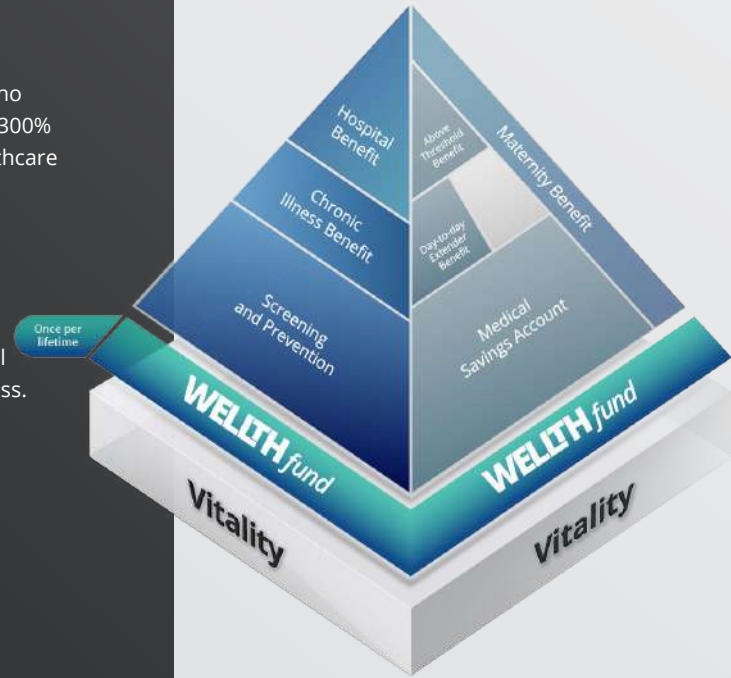 no
300%
thcare
l
ss.
Once per
lifetime
Hospital
Benefit
Chronic
Illness Benefit
Screening
and Prevention
Above
Threshold
Benefit
Day-to-day
Extender
Benefit
Maternity Benefit
Medical
Savings Account
WELLTH fund
WELLTH fund
Vitality
Vitality